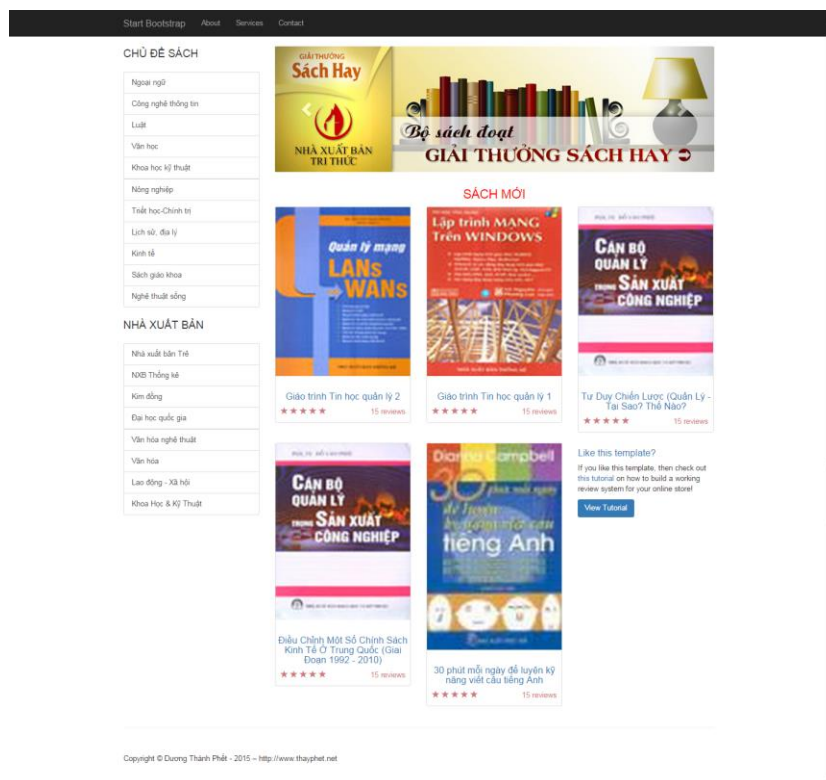 Start Bootstrap About Services Contact
CHỦ ĐỀ SÁCH
Ngoại ngữ
Công nghệ thông tin
Luật
Văn học
Khoa học kỹ thuật
Nông nghiệp
Triết học-Chính trị
Lịch sử, địa lý
Kinh tế
Sách giáo khoa
Nghệ thuật sống
NHÀ XUẤT BẢN
Nhà xuất bản Trẻ
NXB Thống kê
Kim đồng
Đại học quốc gia
Văn hóa nghệ thuật
Văn hóa
Lao động - Xã hội
Khoa Học & Kỹ Thuật
GIẢI THƯỞNG
Sách Hay
NHÀ XUẤT BẢN
TRI THỨC
Bộ sách đoạt
GIẢI THƯỞNG SÁCH HAY
SÁCH MỚI
Quản lý mạng
LANs
WANs
Giáo trình Tin học quản lý 2
15 reviews
Lập trình MẠNG
Trên WINDOWS
Giáo trình Tin học quản lý 1
15 reviews
CÁN BỘ
QUẢN LÝ
TRONG SẢN XUẤT
CÔNG NGHIỆP
Tư Duy Chiến Lược (Quản Lý -
Tại Sao? Thế Nào?
15 reviews
CÁN BỘ
QUẢN LÝ
TRONG SẢN XUẤT
CÔNG NGHIỆP
Điều Chỉnh Một Số Chính Sách
Kinh Tế Ở Trung Quốc (Giai
Đoạn 1992 - 2010)
15 reviews
Dianna Campbell
30 phút mỗi ngày
để luyện
kỹ năng viết câu
tiếng Anh
30 phút mỗi ngày để luyện kỹ
năng viết câu tiếng Anh
15 reviews
Like this template?
If you like this template, then check out
this tutorial on how to build a working
review system for your online store!
View Tutorial
Copyright © Dương Thành Phết - 2015 – http://www.thayphet.net